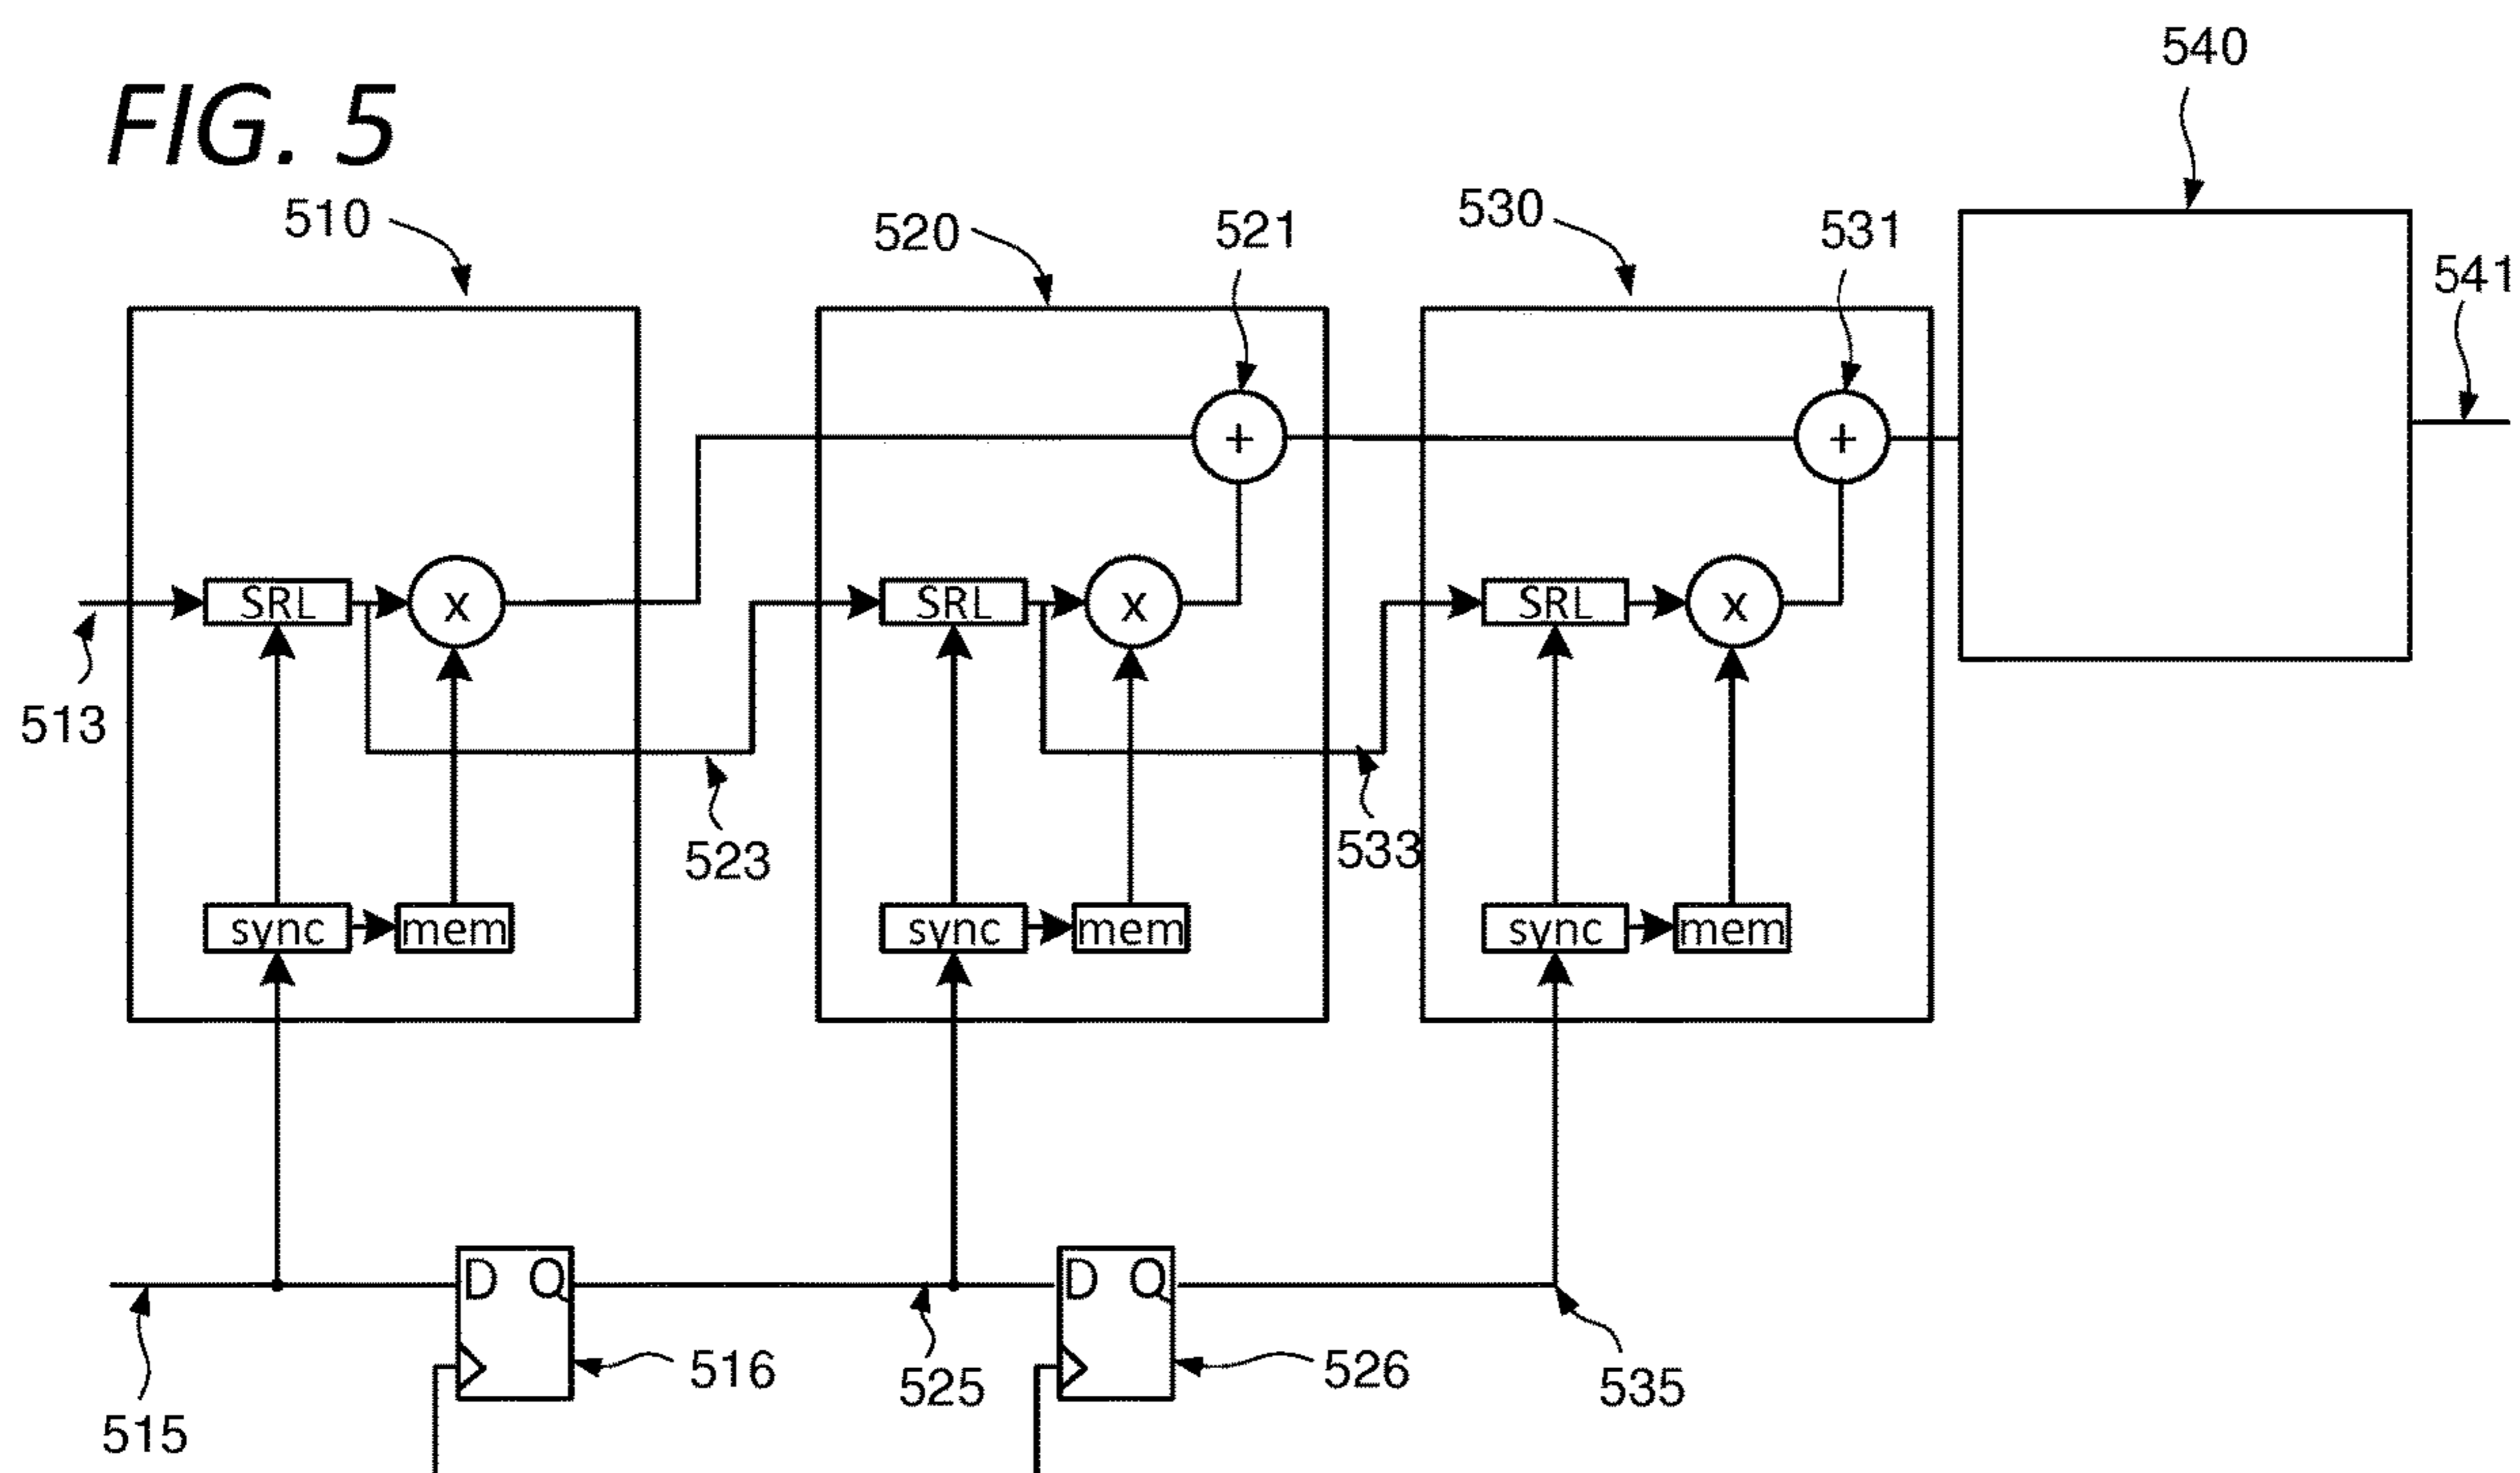 FIG. 5
540
510
520
521
530
531
541
+
+
SRL
x
SRL
x
SRL
x
513
523
533
sync
mem
sync
mem
sync
mem
D Q
D Q
516
525
526
535
515